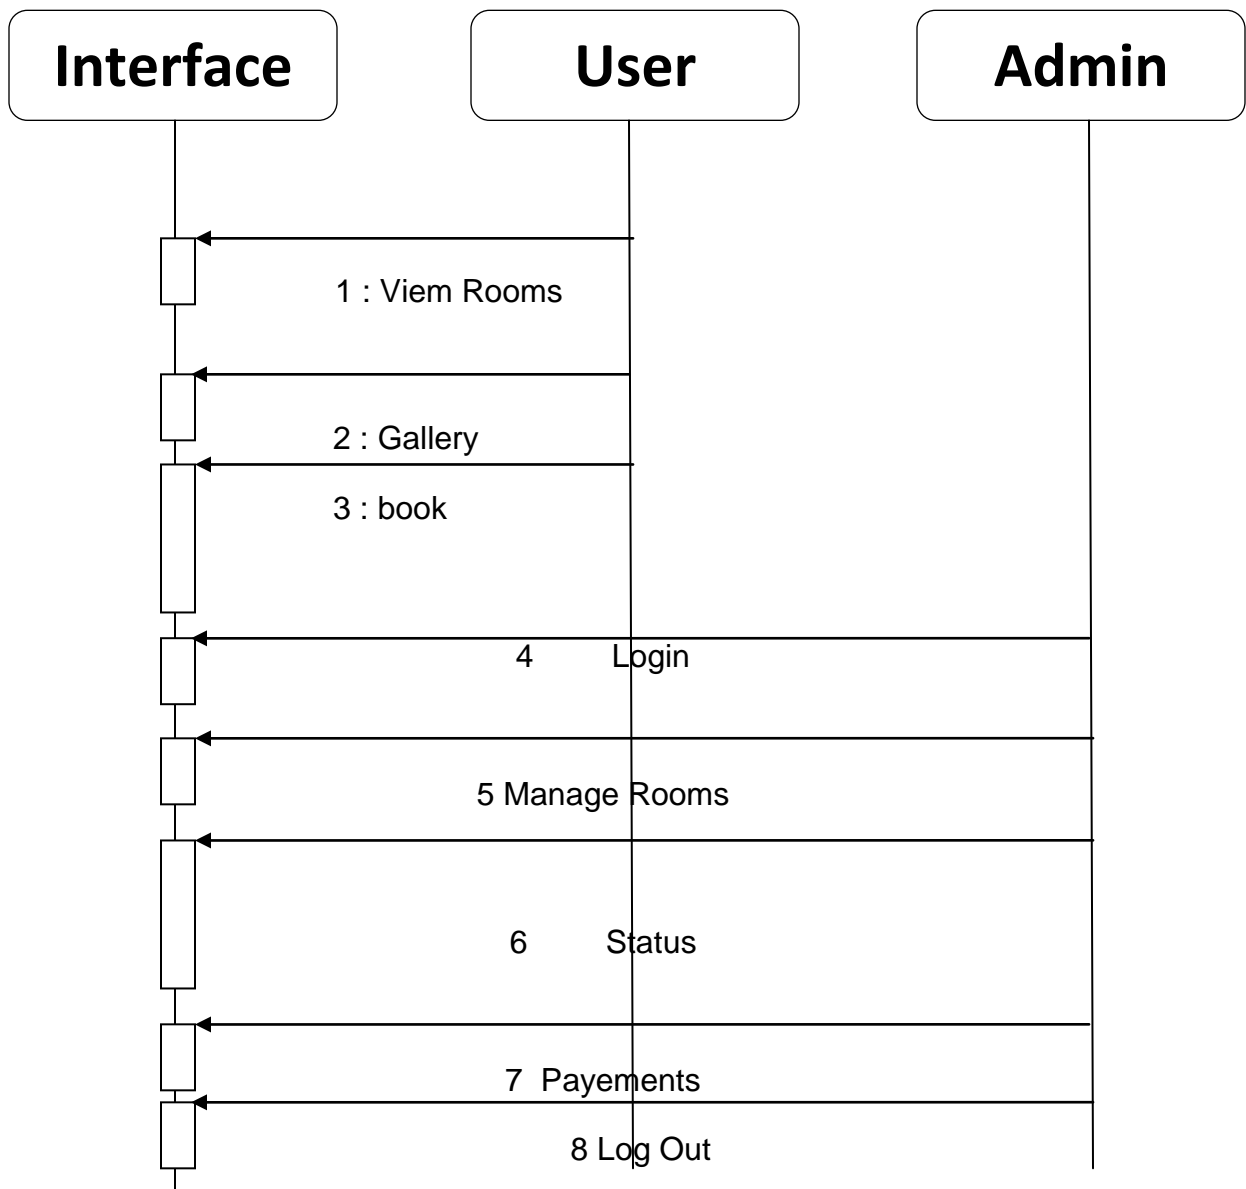 Interface
User
Admin
1 : Viem Rooms
2 : Gallery
3 : book
4 Login
5 Manage Rooms
6 Status
7 Payements
8 Log Out